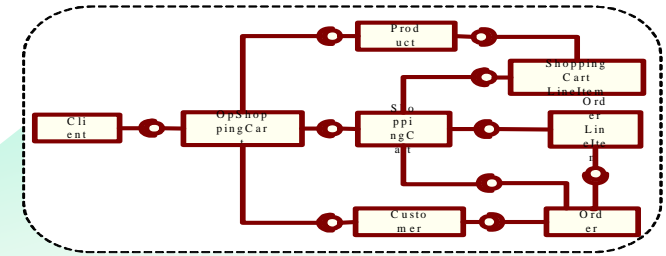 Prod
uct
Shopping
Cart
LineItem
Cli
ent
OpShop
pingCar
t
Sho
ppi
ngC
art
Ord
er
Lin
eIte
m
Custo
mer
Ord
er